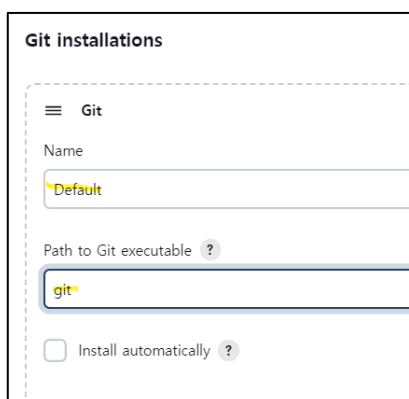 Git installations
Git
Name
Default
Path to Git executable ?
git
Install automatically ?